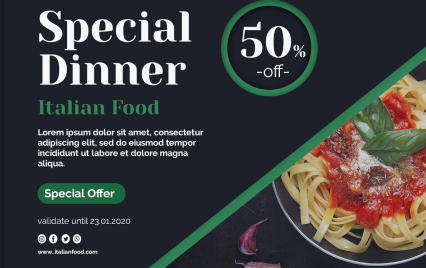 Special
Dinner
Italian Food
Lorem ipsum dolor sit amet, consectetur
adipiscing elit, sed do eiusmod tempor
incididunt ut labore et dolore magna
aliqua.
Special Offer
validate until 23.01.2020
www.italianfood.com
50%
-off-